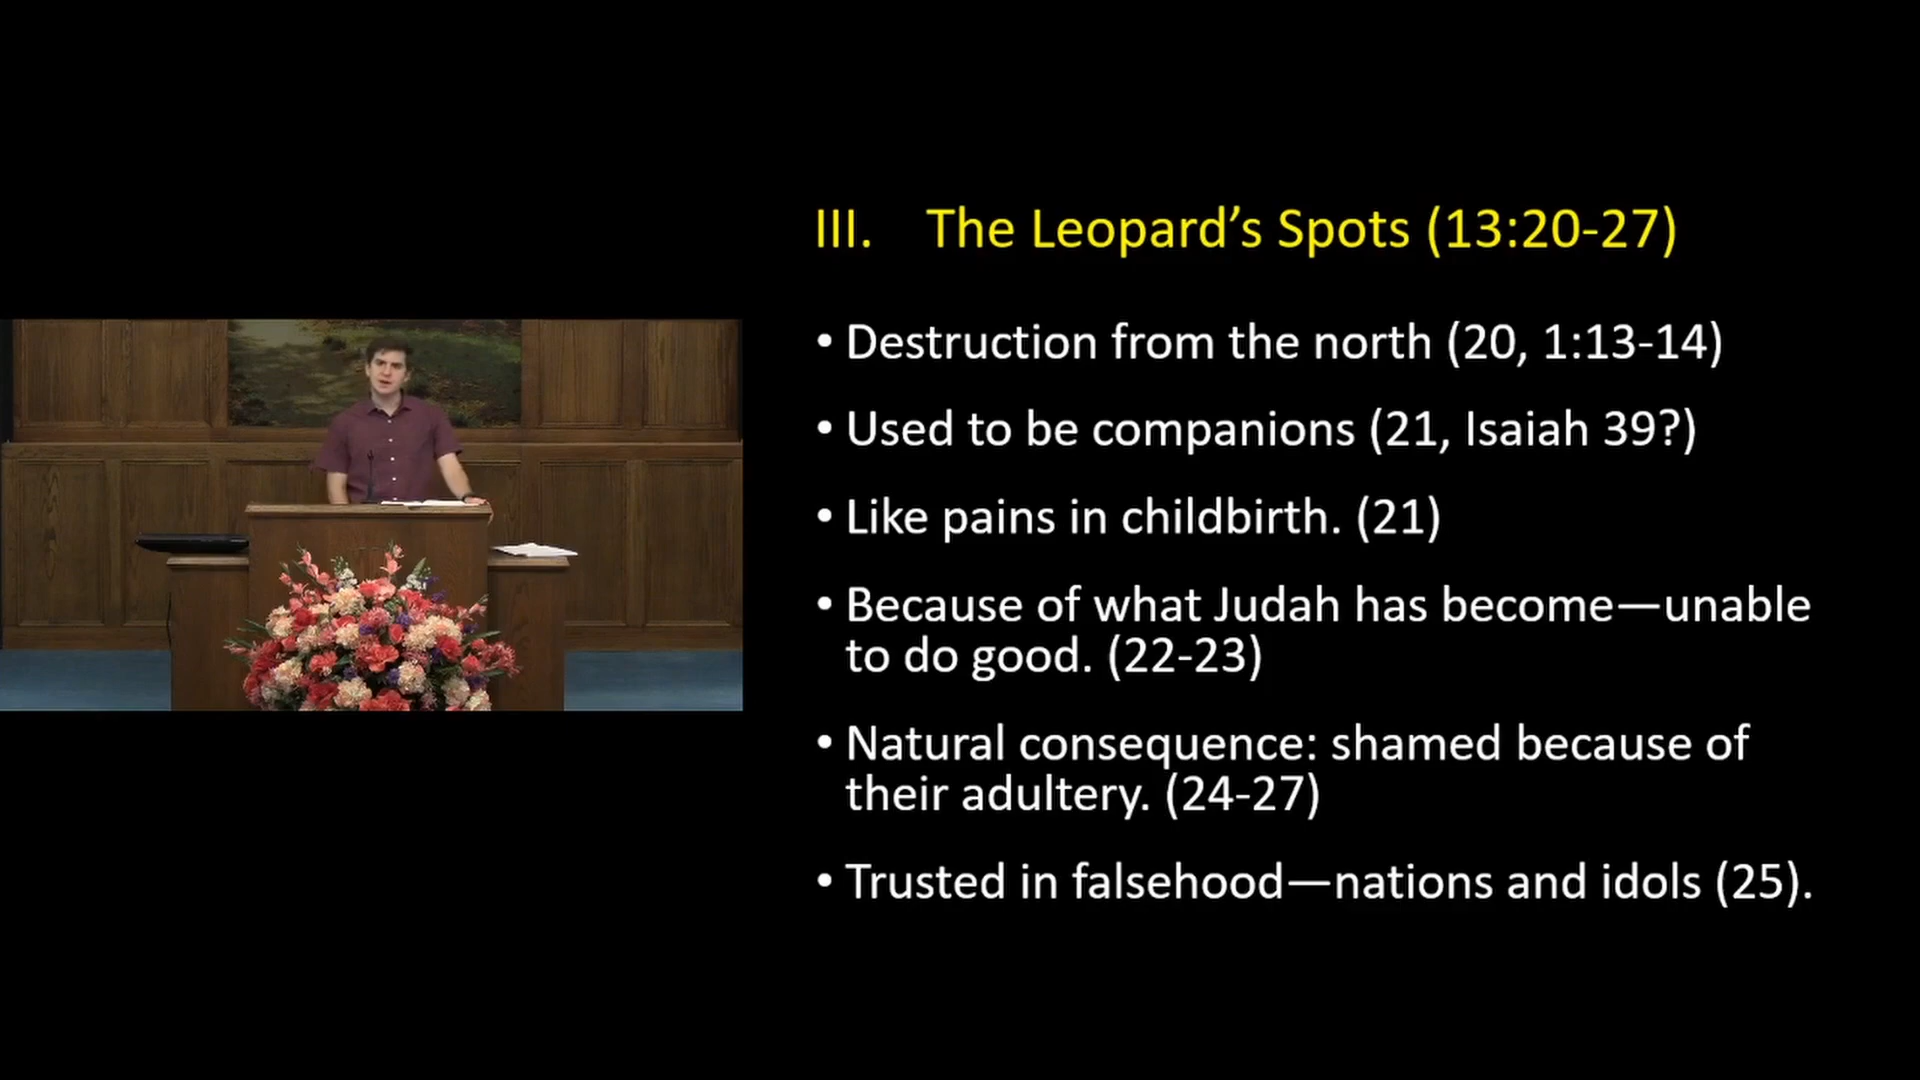 III. The Leopard’s Spots (13:20-27)
• Destruction from the north (20, 1:13-14)
• Used to be companions (21, Isaiah 39?)
• Like pains in childbirth. (21)
• Because of what Judah has become—unable
to do good. (22-23)
• Natural consequence: shamed because of
their adultery. (24-27)
• Trusted in falsehood—nations and idols (25).